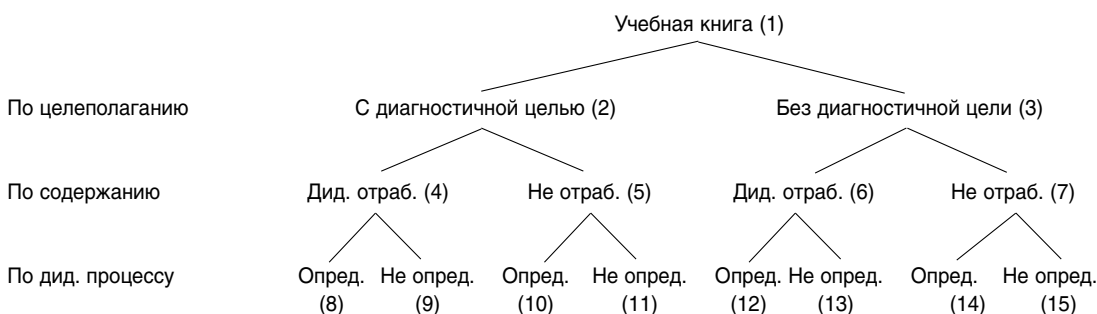 Учебная книга (1)
По целеполаганию С диагностичной целью (2) Без диагностичной цели (3)
По содержанию Дид. отраб. (4) Не отраб. (5) Дид. отраб. (6) Не отраб. (7)
По дид. процессу Опред. Не опред. Опред. Не опред. Опред. Не опред. Опред. Не опред.
(8) (9) (10) (11) (12) (13) (14) (15)